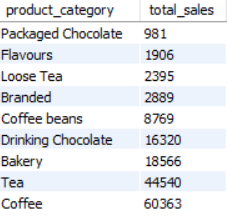 product_category total_sales
Packaged Chocolate 981
Flavours 1906
Loose Tea 2395
Branded 2889
Coffee beans 8769
Drinking Chocolate 16320
Bakery 18566
Tea 44540
Coffee 60363